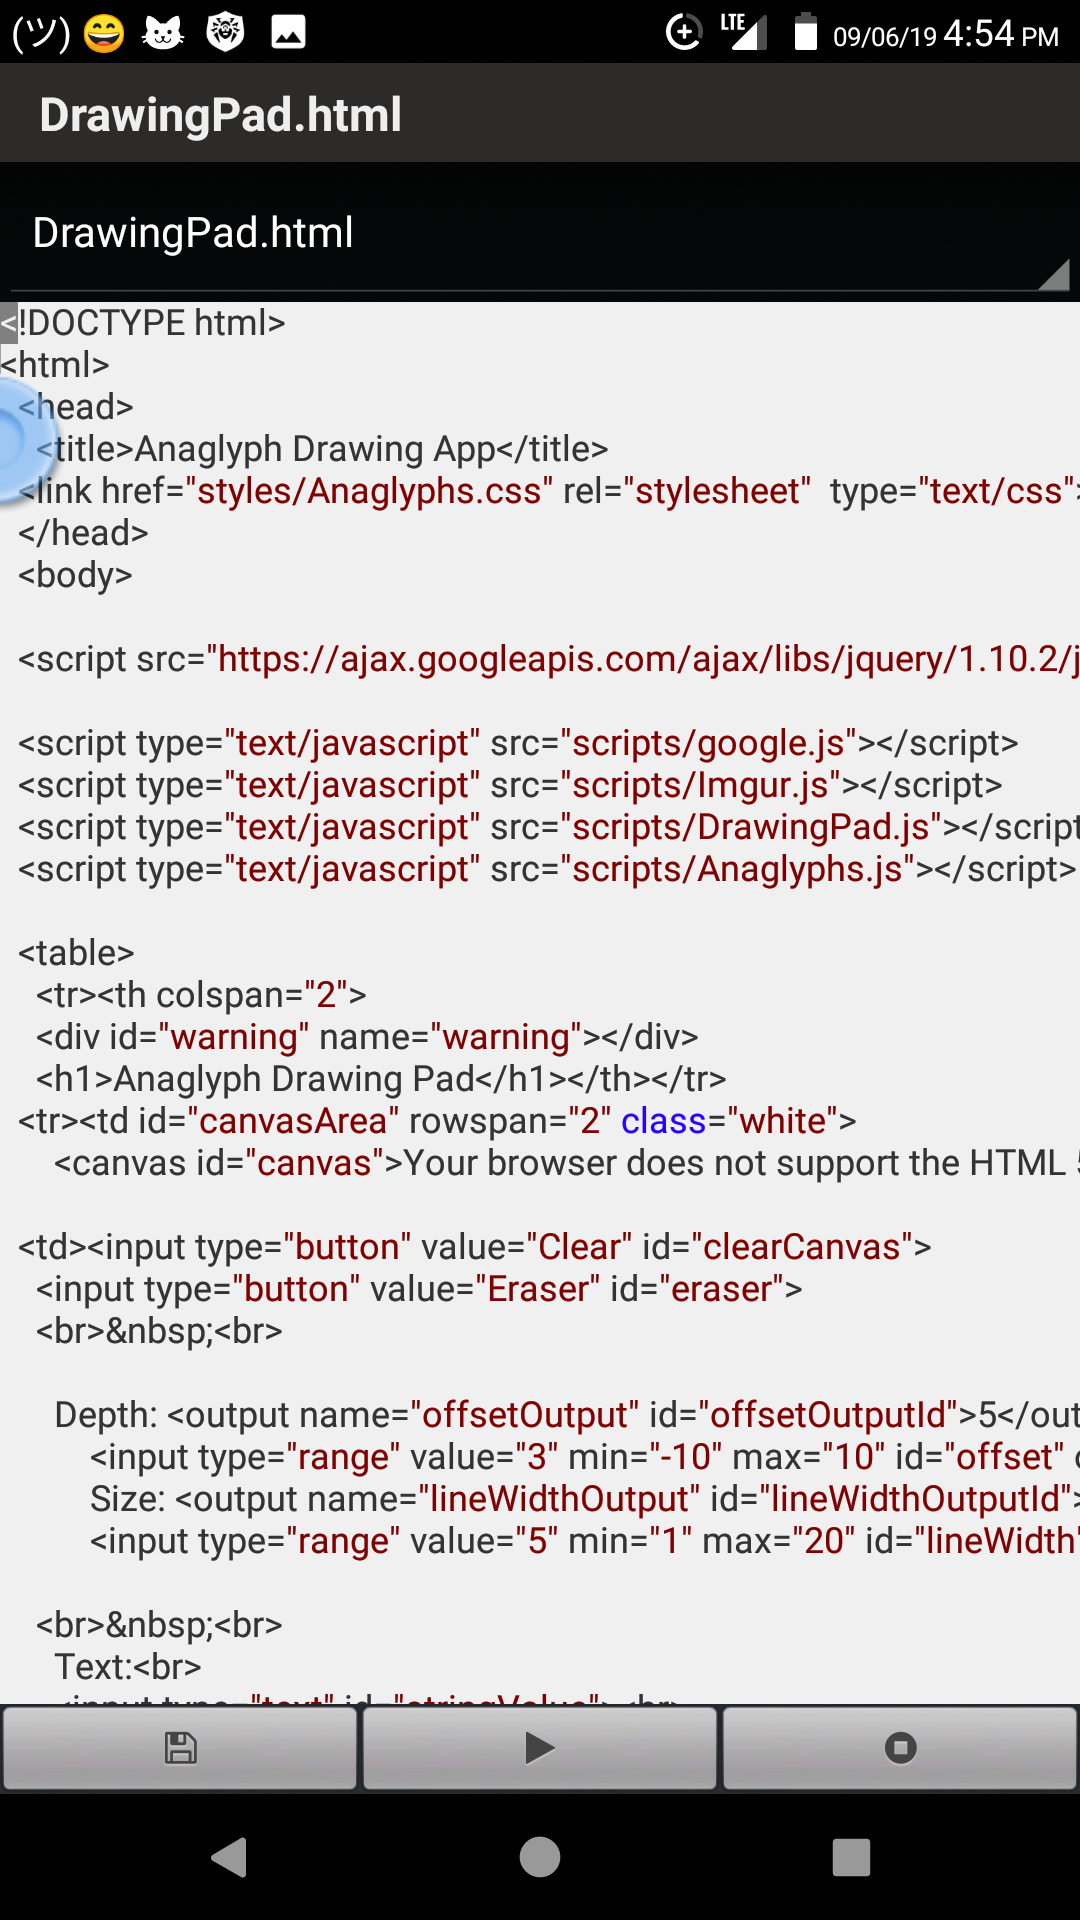 (ツ) LTE 09/06/19 4:54 PM
DrawingPad.html
DrawingPad.html
<!DOCTYPE html>
<html>
<head>
<title>Anaglyph Drawing App</title>
<link href="styles/Anaglyphs.css" rel="stylesheet"  type="text/css">
</head>
<body>
<script src="https://ajax.googleapis.com/ajax/libs/jquery/1.10.2/j
<script type="text/javascript" src="scripts/google.js"></script>
<script type="text/javascript" src="scripts/Imgur.js"></script>
<script type="text/javascript" src="scripts/DrawingPad.js"></script
<script type="text/javascript" src="scripts/Anaglyphs.js"></script>
<table>
<tr><th colspan="2">
<div id="warning" name="warning"></div>
<h1>Anaglyph Drawing Pad</h1></th></tr>
<tr><td id="canvasArea" rowspan="2" class="white">
<canvas id="canvas">Your browser does not support the HTML 5
<td><input type="button" value="Clear" id="clearCanvas">
<input type="button" value="Eraser" id="eraser">
<br>&nbsp;<br>
Depth: <output name="offsetOutput" id="offsetOutputId">5</out
<input type="range" value="3" min="-10" max="10" id="offset"
Size: <output name="lineWidthOutput" id="lineWidthOutputId">
<input type="range" value="5" min="1" max="20" id="lineWidth"
<br>&nbsp;<br>
Text:<br>
<input type="text" id="stringValue"> <br>